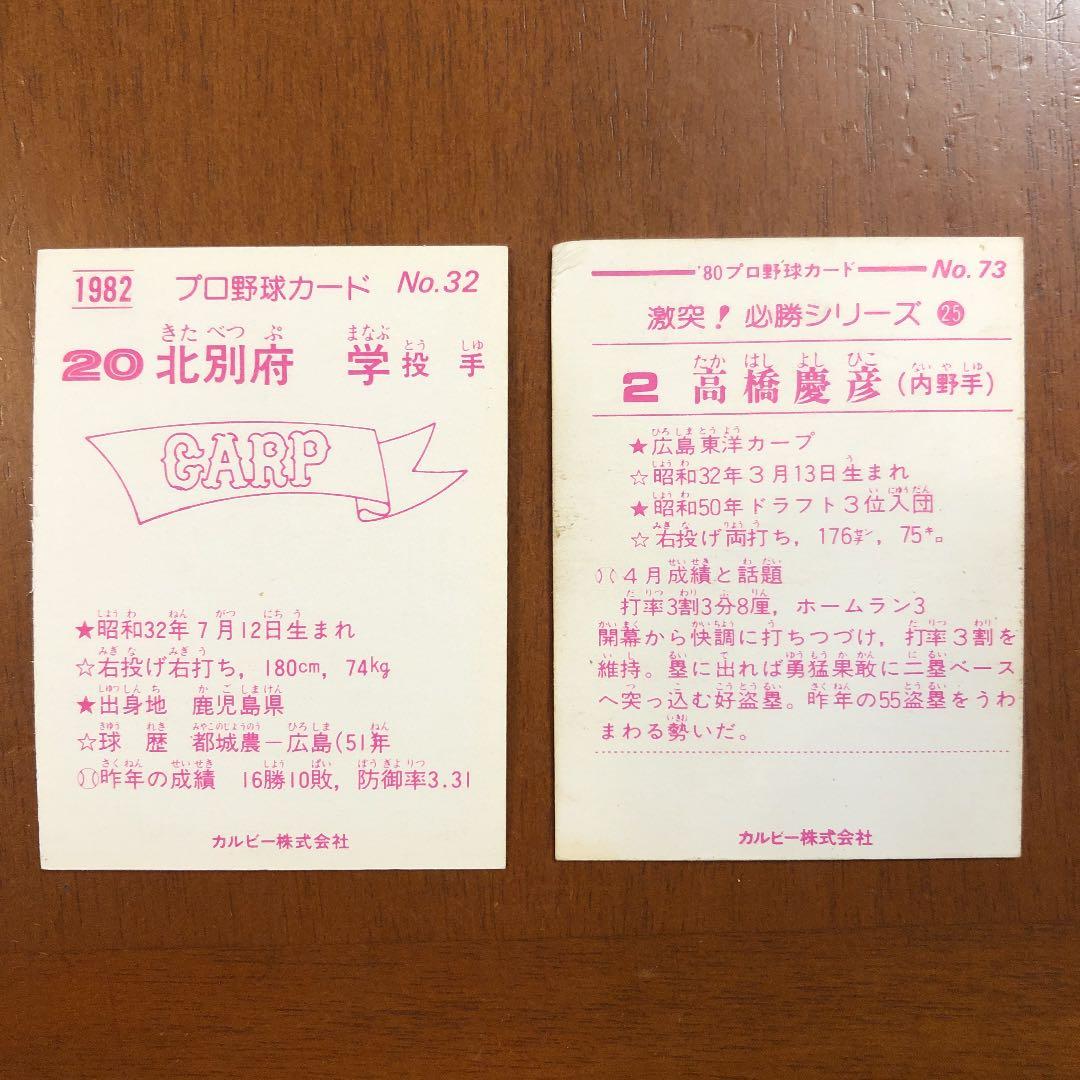 1982 プロ野球カード No.32
きた べつ ぷ まなぶ とう しゆ
20 北別府 学 投手
CARP
しょう わ ねん がつ にち う
★昭和32年7月12日生まれ
みぎ な みぎ う
☆右投げ右打ち，180cm，74kg
しゆつ しん ち か ご しま けん
★出身地 鹿児島県
きゆう れき みやこのじょうのう ひろ しま ねん
☆球歴 都城農－広島(51)年
さく ねん せい せき しょう ぱい ぼう ぎよ りつ
昨年の成績 16勝10敗，防御率3.31
カルビー株式会社
'80プロ野球カード No.73
激突！必勝シリーズ 25
たか はし よし ひこ ない や しゆ
2 高橋慶彦 (内野手)
ひろ しま とう よう
★広島東洋カープ
しょう わ う
☆昭和32年3月13日生まれ
しょう わ い にゆう だん
★昭和50年ドラフト3位入団
みぎ な りょう う
☆右投げ両打ち，176センチ，75キロ
せい せき わ だい
4月成績と話題
だ りつ わり ぶ りん
打率3割3分8厘，ホームラン3
かい まく かい ちょう う だ りつ わり
開幕から快調に打ちつづけ，打率3割を
い じ るい で ゆう もう か かん に るい
維持。塁に出れば勇猛果敢に二塁ベース
つ こ こう とう るい さく ねん とう るい
へ突っ込む好盗塁。昨年の55盗塁をうわ
いきお
まわる勢いだ。
カルビー株式会社